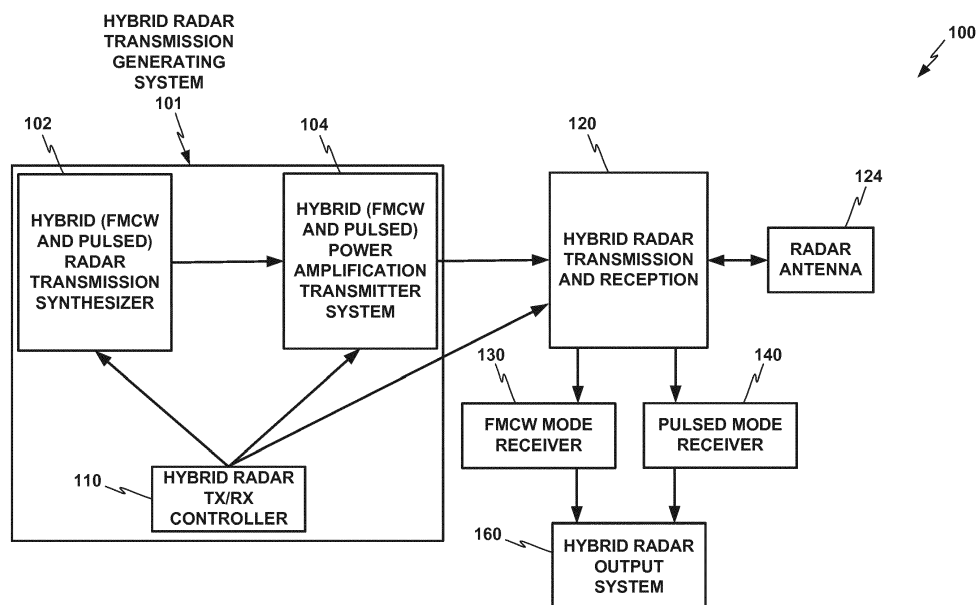 HYBRID RADAR
TRANSMISSION
GENERATING
SYSTEM
101
100
102
104
120
124
HYBRID (FMCW
AND PULSED)
RADAR
TRANSMISSION
SYNTHESIZER
HYBRID (FMCW
AND PULSED)
POWER
AMPLIFICATION
TRANSMITTER
SYSTEM
HYBRID RADAR
TRANSMISSION
AND RECEPTION
RADAR
ANTENNA
130
140
FMCW MODE
RECEIVER
PULSED MODE
RECEIVER
110
HYBRID RADAR
TX/RX
CONTROLLER
160
HYBRID RADAR
OUTPUT
SYSTEM